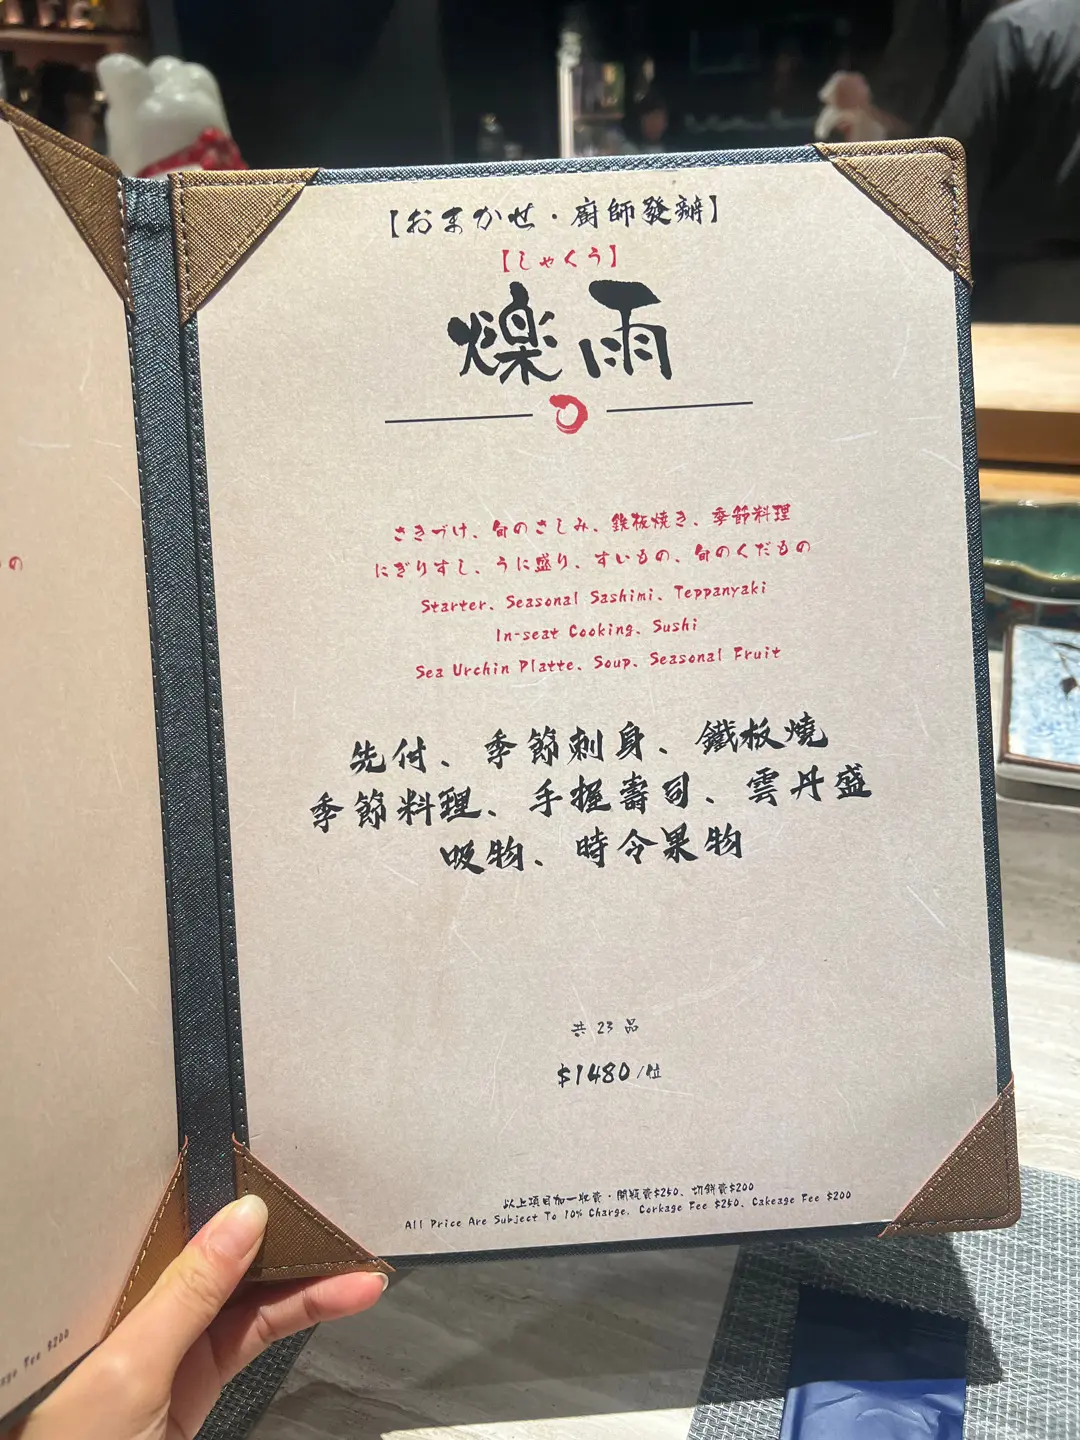 【おまかせ・廚師發辦】
【しゃくう】
爍雨
さきづけ、旬のさしみ、鉄板焼き、季節料理
にぎりすし、うに盛り、すいもの、旬のくだもの
Starter、Seasonal Sashimi、Teppanyaki
In-seat Cooking、Sushi
Sea Urchin Platte、Soup、Seasonal Fruit
先付、季節刺身、鐵板燒
季節料理、手握壽司、雲丹盛
吸物、時令果物
共 23 品
$1480/位
以上項目加一收費・開瓶費$250、切餅費$200
All Price Are Subject To 10% Charge. Corkage Fee $250、Cakeage Fee $200
の
Fee $200